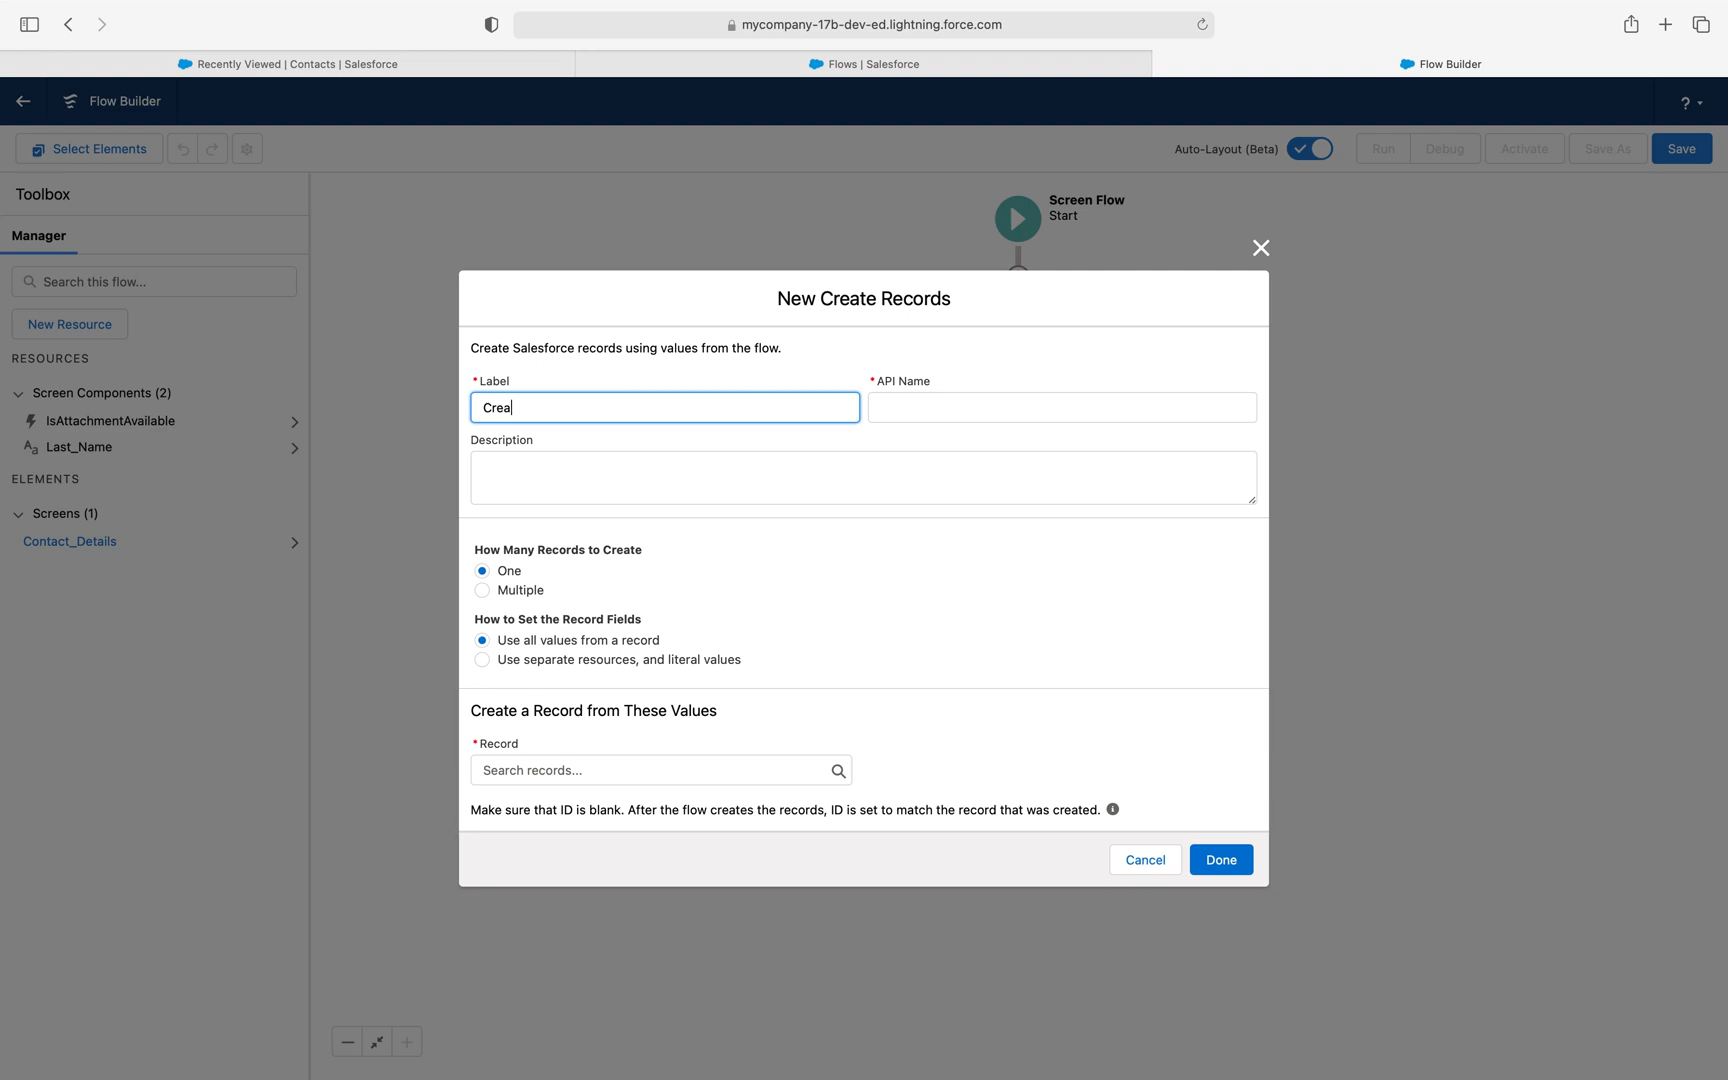 mycompany-17b-dev-ed.lightning.force.com
Recently Viewed | Contacts | Salesforce
Flows | Salesforce
Flow Builder
Flow Builder
?
Select Elements
Auto-Layout (Beta)
Run
Debug
Activate
Save As
Save
Toolbox
Manager
Search this flow...
New Resource
RESOURCES
Screen Components (2)
IsAttachmentAvailable
Aa Last_Name
ELEMENTS
Screens (1)
Contact_Details
Screen Flow
Start
New Create Records
Create Salesforce records using values from the flow.
* Label
Crea
* API Name
Description
How Many Records to Create
One
Multiple
How to Set the Record Fields
Use all values from a record
Use separate resources, and literal values
Create a Record from These Values
* Record
Search records...
Make sure that ID is blank. After the flow creates the records, ID is set to match the record that was created.
Cancel
Done